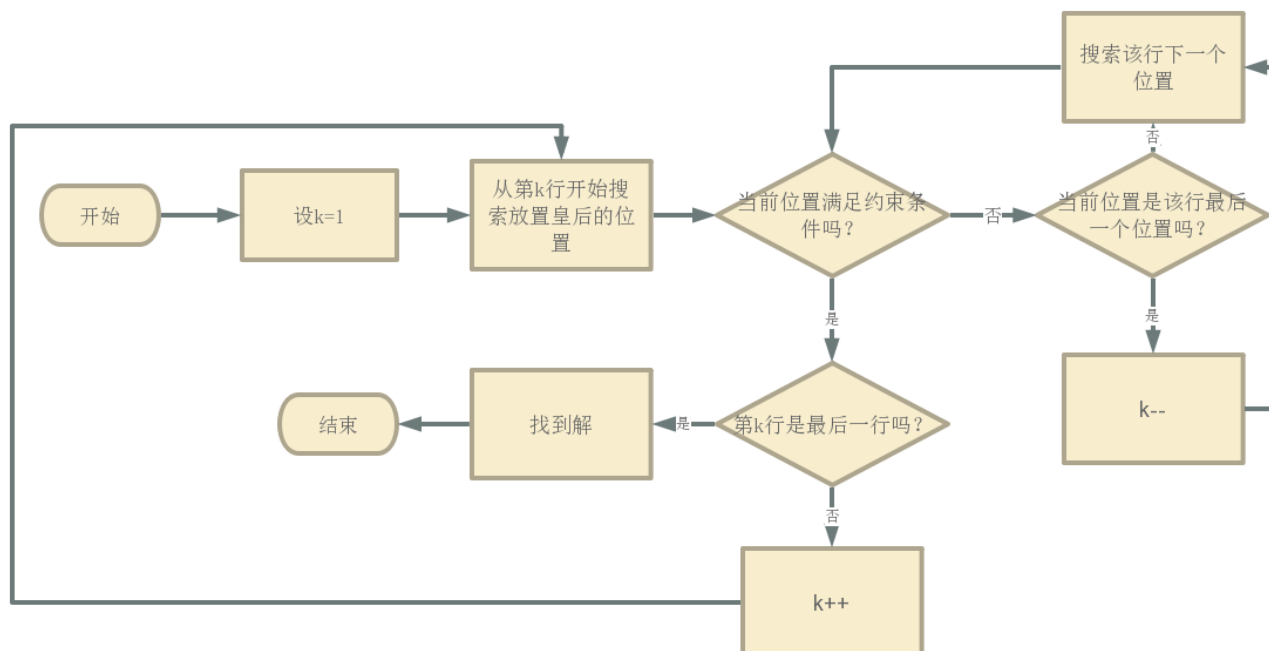 开始
设k=1
从第k行开始搜
索放置皇后的位
置
当前位置满足约束条
件吗？
否
当前位置是该行最后
一个位置吗？
否
搜索该行下一个
位置
是
k--
是
第k行是最后一行吗？
是
找到解
结束
否
k++